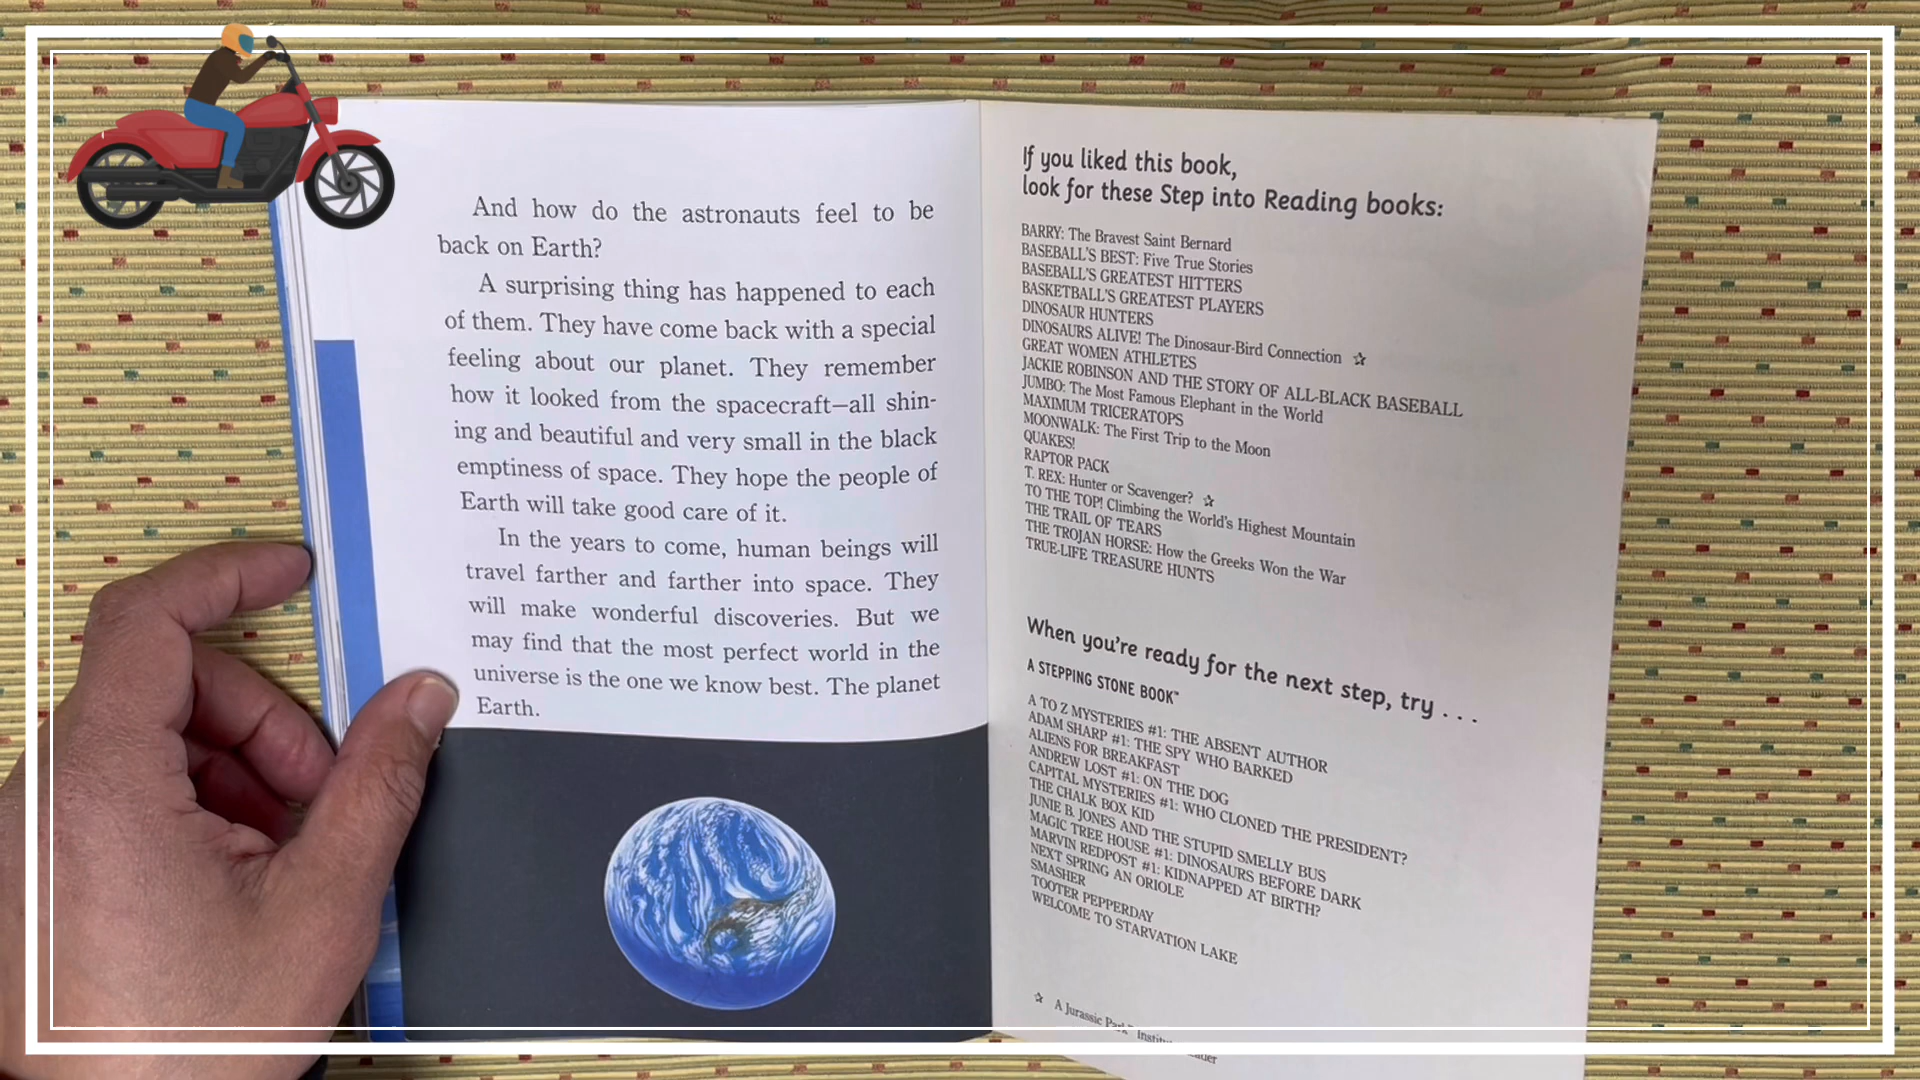 And how do the astronauts feel to be
back on Earth?
A surprising thing has happened to each
of them. They have come back with a special
feeling about our planet. They remember
how it looked from the spacecraft—all shin-
ing and beautiful and very small in the black
emptiness of space. They hope the people of
Earth will take good care of it.
In the years to come, human beings will
travel farther and farther into space. They
will make wonderful discoveries. But we
may find that the most perfect world in the
universe is the one we know best. The planet
Earth.
If you liked this book,
look for these Step into Reading books:
BARRY: The Bravest Saint Bernard
BASEBALL'S BEST: Five True Stories
BASEBALL'S GREATEST HITTERS
BASKETBALL'S GREATEST PLAYERS
DINOSAUR HUNTERS
DINOSAURS ALIVE! The Dinosaur-Bird Connection ☆
GREAT WOMEN ATHLETES
JACKIE ROBINSON AND THE STORY OF ALL-BLACK BASEBALL
JUMBO: The Most Famous Elephant in the World
MAXIMUM TRICERATOPS
MOONWALK: The First Trip to the Moon
QUAKES!
RAPTOR PACK
T. REX: Hunter or Scavenger? ☆
TO THE TOP! Climbing the World's Highest Mountain
THE TRAIL OF TEARS
THE TROJAN HORSE: How the Greeks Won the War
TRUE-LIFE TREASURE HUNTS
When you're ready for the next step, try . . .
A STEPPING STONE BOOK™
A TO Z MYSTERIES #1: THE ABSENT AUTHOR
ADAM SHARP #1: THE SPY WHO BARKED
ALIENS FOR BREAKFAST
ANDREW LOST #1: ON THE DOG
CAPITAL MYSTERIES #1: WHO CLONED THE PRESIDENT?
THE CHALK BOX KID
JUNIE B. JONES AND THE STUPID SMELLY BUS
MAGIC TREE HOUSE #1: DINOSAURS BEFORE DARK
MARVIN REDPOST #1: KIDNAPPED AT BIRTH?
NEXT SPRING AN ORIOLE
SMASHER
TOOTER PEPPERDAY
WELCOME TO STARVATION LAKE
☆ A Jurassic Park™